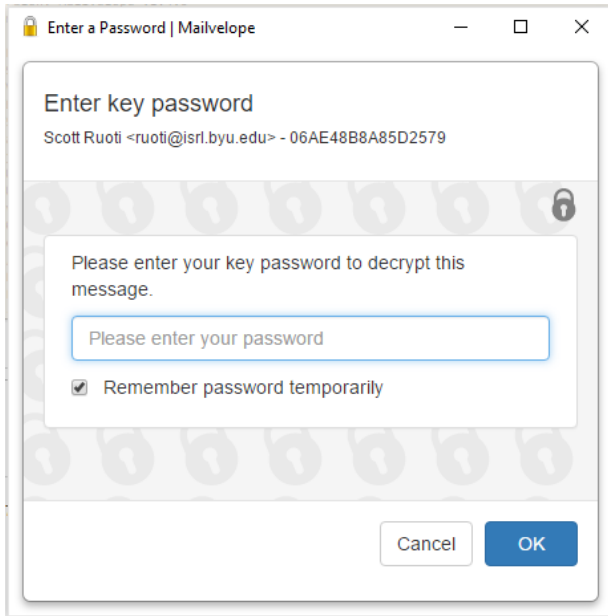 Enter a Password | Mailvelope
Enter key password
Scott Ruoti <ruoti@isrl.byu.edu> - 06AE48B8A85D2579
Please enter your key password to decrypt this
message.
Please enter your password
Remember password temporarily
Cancel OK